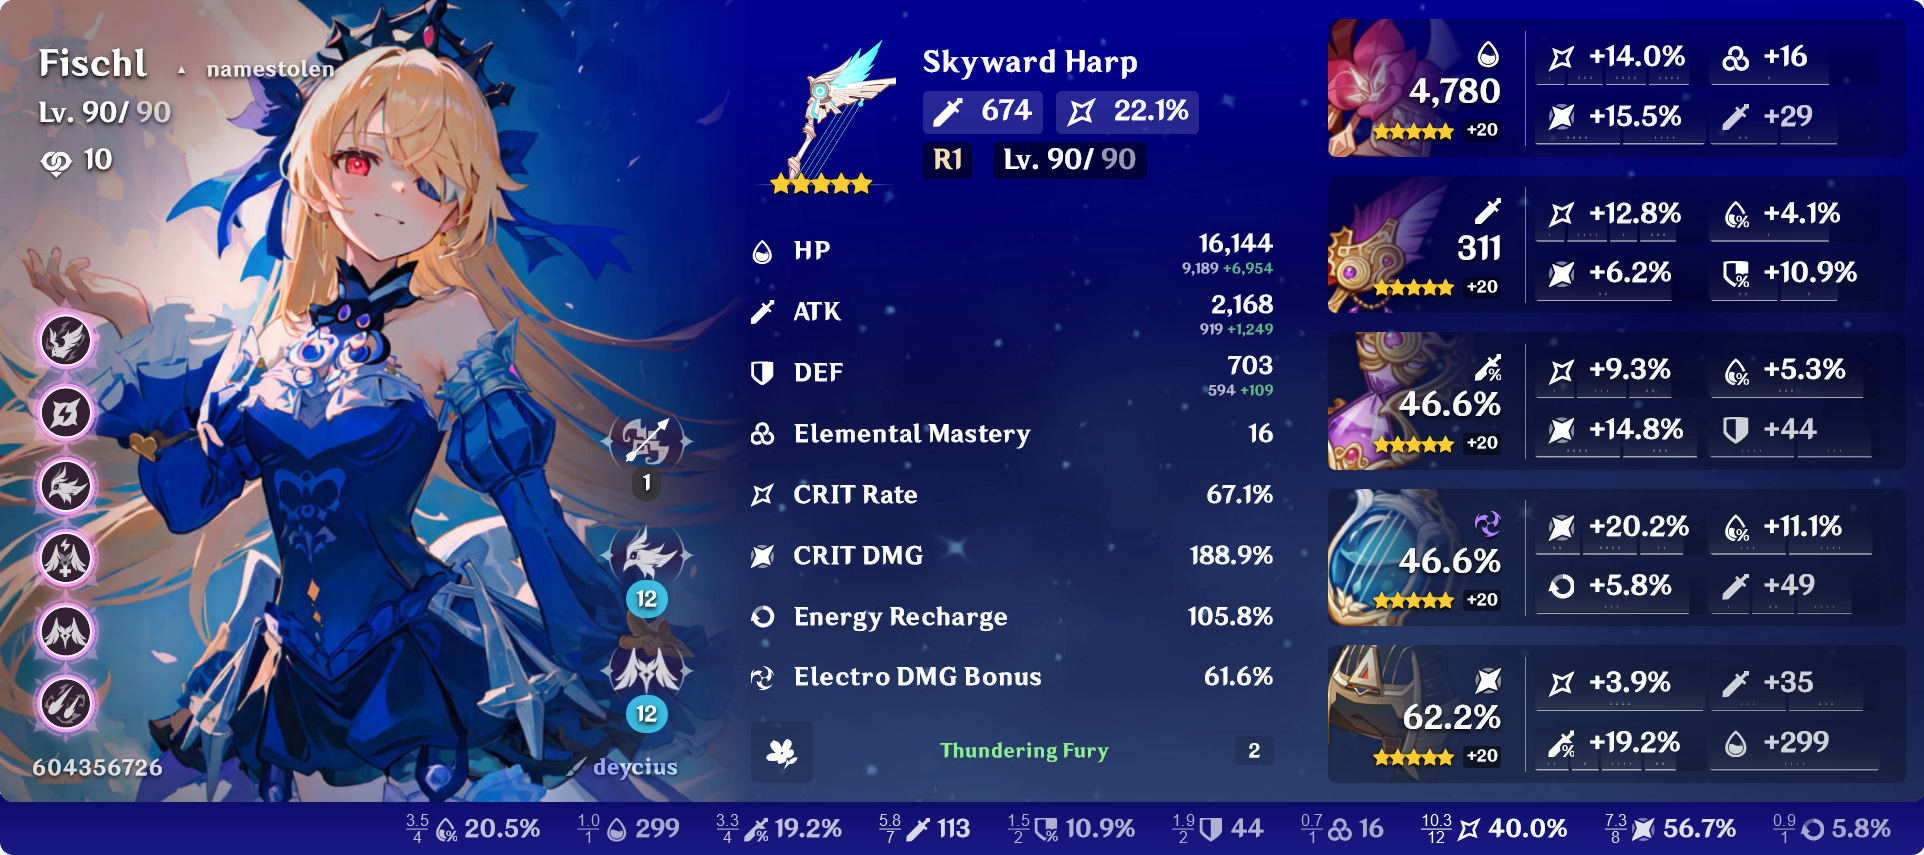 Fischl namestolen
Lv. 90/ 90
10
1
12
12
604356726
deycius
Skyward Harp
674 22.1%
R1 Lv. 90/ 90
HP 16,144
9,189 +6,954
ATK 2,168
919 +1,249
DEF 703
594 +109
Elemental Mastery 16
CRIT Rate 67.1%
CRIT DMG 188.9%
Energy Recharge 105.8%
Electro DMG Bonus 61.6%
Thundering Fury 2
4,780
+20
+14.0% +16
+15.5% +29
311
+20
+12.8% +4.1%
+6.2% +10.9%
46.6%
+20
+9.3% +5.3%
+14.8% +44
46.6%
+20
+20.2% +11.1%
+5.8% +49
62.2%
+20
+3.9% +35
+19.2% +299
3.5/4 20.5% 1.0/1 299 3.3/4 19.2% 5.8/7 113 1.5/2 10.9% 1.9/2 44 0.7/1 16 10.3/12 40.0% 7.3/8 56.7% 0.9/1 5.8%